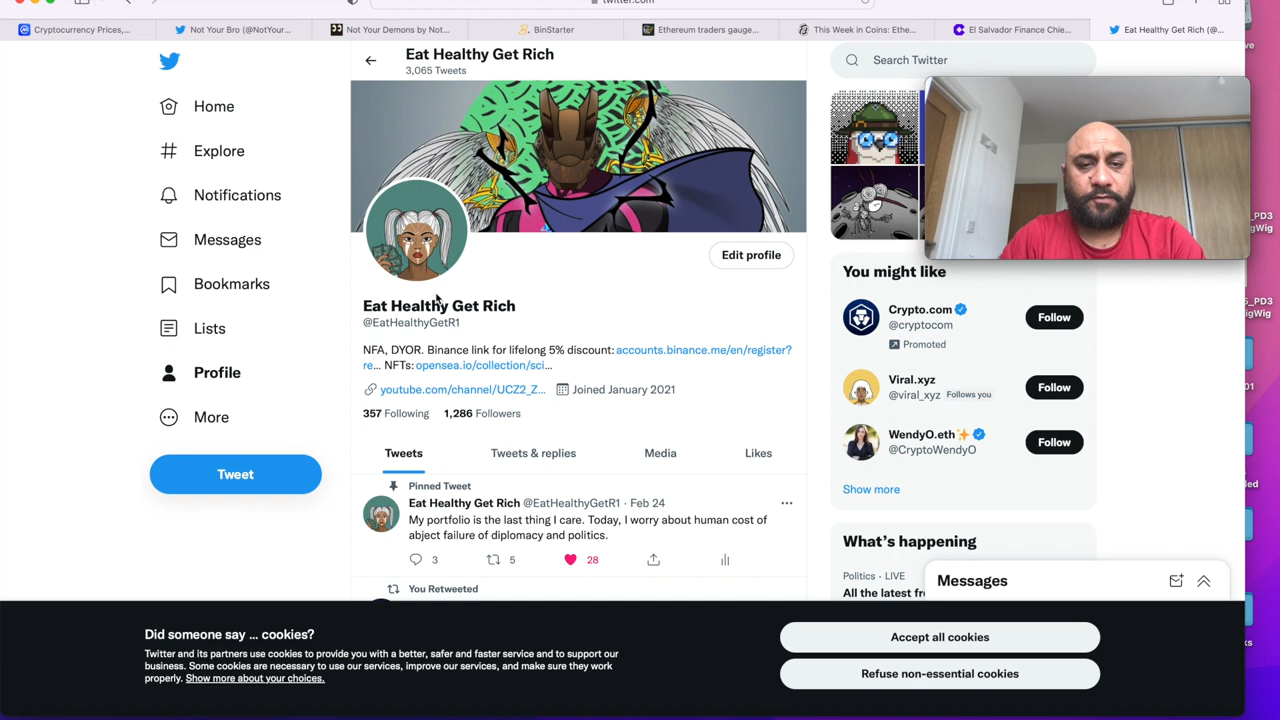 twitter.com
Cryptocurrency Prices,...
Not Your Bro (@NotYour...
Not Your Demons by Not...
BinStarter
Ethereum traders gauge...
This Week in Coins: Ethe...
El Salvador Finance Chie...
Eat Healthy Get Rich (@...
Eat Healthy Get Rich
3,065 Tweets
Search Twitter
Home
Explore
Notifications
Messages
Bookmarks
Lists
Profile
More
Tweet
Edit profile
Eat Healthy Get Rich
@EatHealthyGetR1
NFA, DYOR. Binance link for lifelong 5% discount: accounts.binance.me/en/register?
re... NFTs: opensea.io/collection/sci...
youtube.com/channel/UCZ2_Z... Joined January 2021
357 Following 1,286 Followers
Tweets Tweets & replies Media Likes
Pinned Tweet
Eat Healthy Get Rich @EatHealthyGetR1 · Feb 24
My portfolio is the last thing I care. Today, I worry about human cost of
abject failure of diplomacy and politics.
3 5 28
You Retweeted
You might like
Crypto.com
@cryptocom
Promoted
Follow
Viral.xyz
@viral_xyz Follows you
Follow
WendyO.eth✨
@CryptoWendyO
Follow
Show more
What's happening
Politics · LIVE
All the latest fr
Messages
Did someone say … cookies?
Twitter and its partners use cookies to provide you with a better, safer and faster service and to support our
business. Some cookies are necessary to use our services, improve our services, and make sure they work
properly. Show more about your choices.
Accept all cookies
Refuse non-essential cookies
_PD3
igWig
5_PD3
igWig
01
led
ks